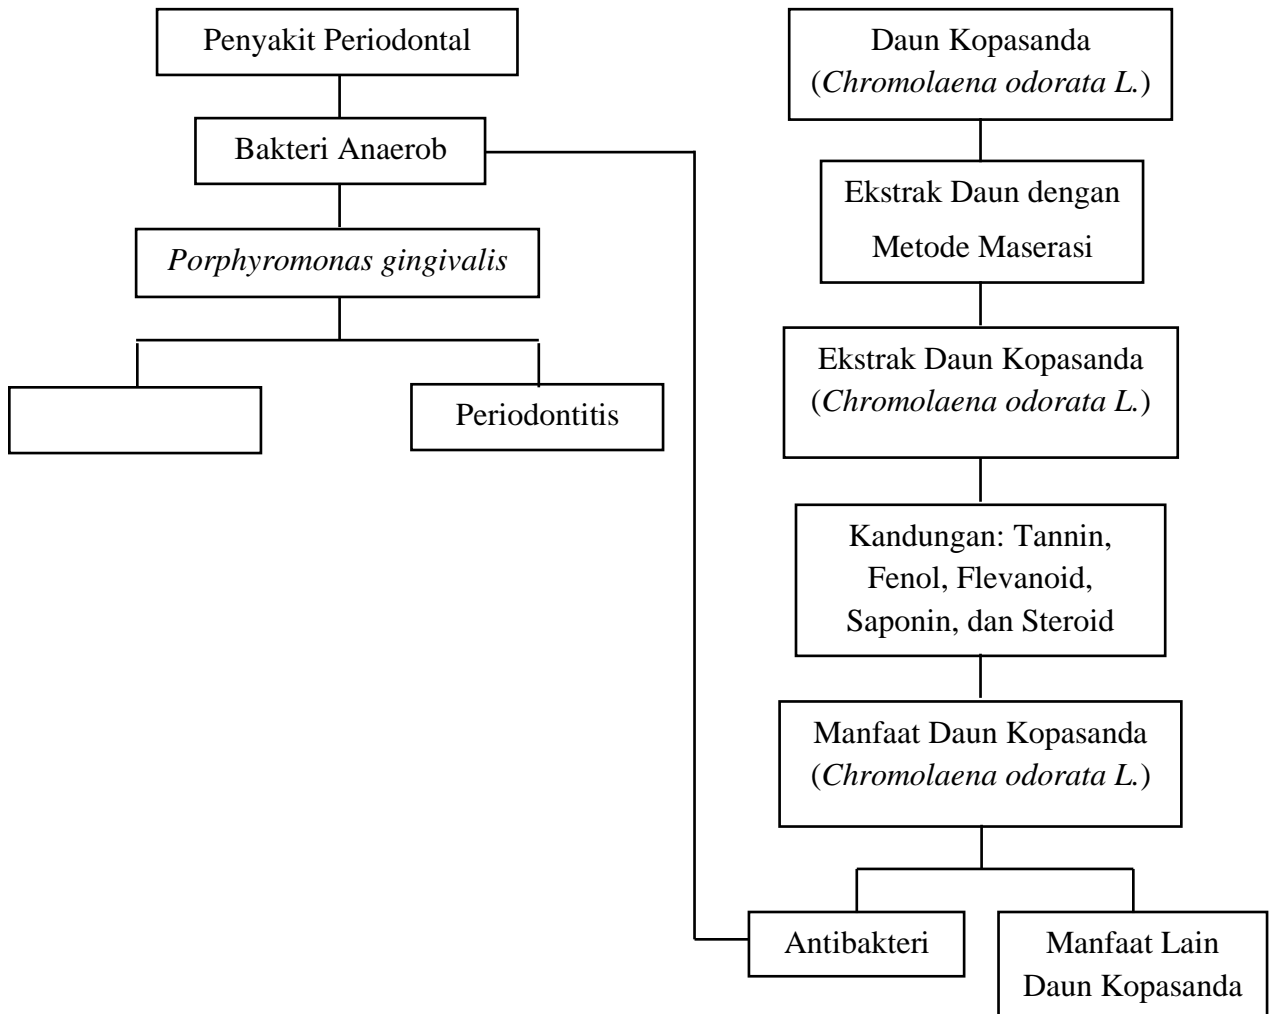 Penyakit Periodontal
Bakteri Anaerob
Porphyromonas gingivalis
Periodontitis
Daun Kopasanda
(Chromolaena odorata L.)
Ekstrak Daun dengan
Metode Maserasi
Ekstrak Daun Kopasanda
(Chromolaena odorata L.)
Kandungan: Tannin,
Fenol, Flevanoid,
Saponin, dan Steroid
Manfaat Daun Kopasanda
(Chromolaena odorata L.)
Antibakteri
Manfaat Lain
Daun Kopasanda